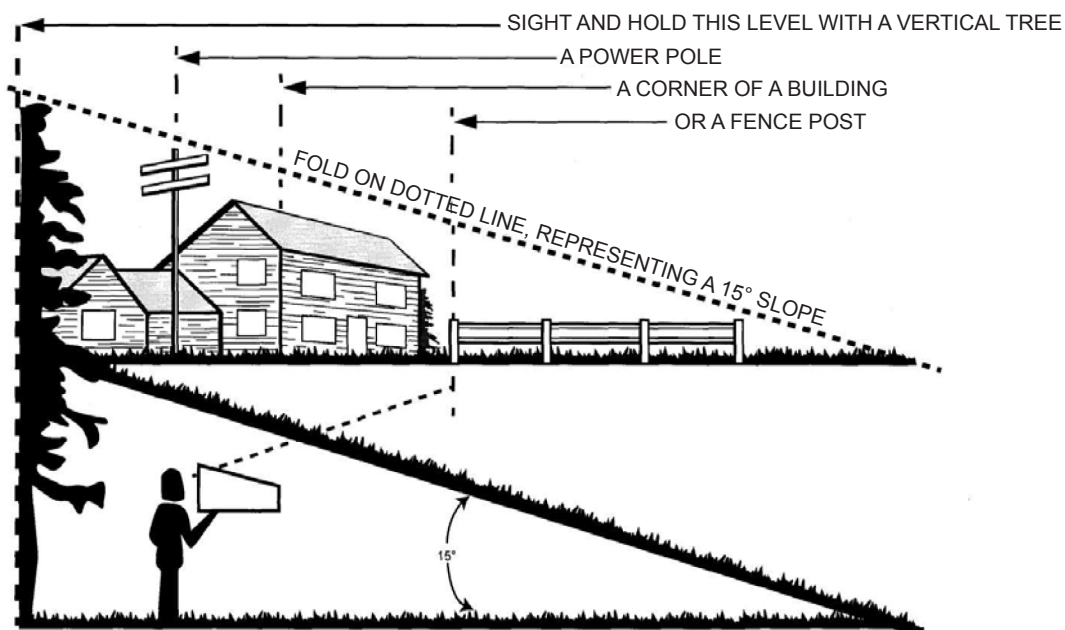 SIGHT AND HOLD THIS LEVEL WITH A VERTICAL TREE
A POWER POLE
A CORNER OF A BUILDING
OR A FENCE POST
FOLD ON DOTTED LINE, REPRESENTING A 15° SLOPE
15°